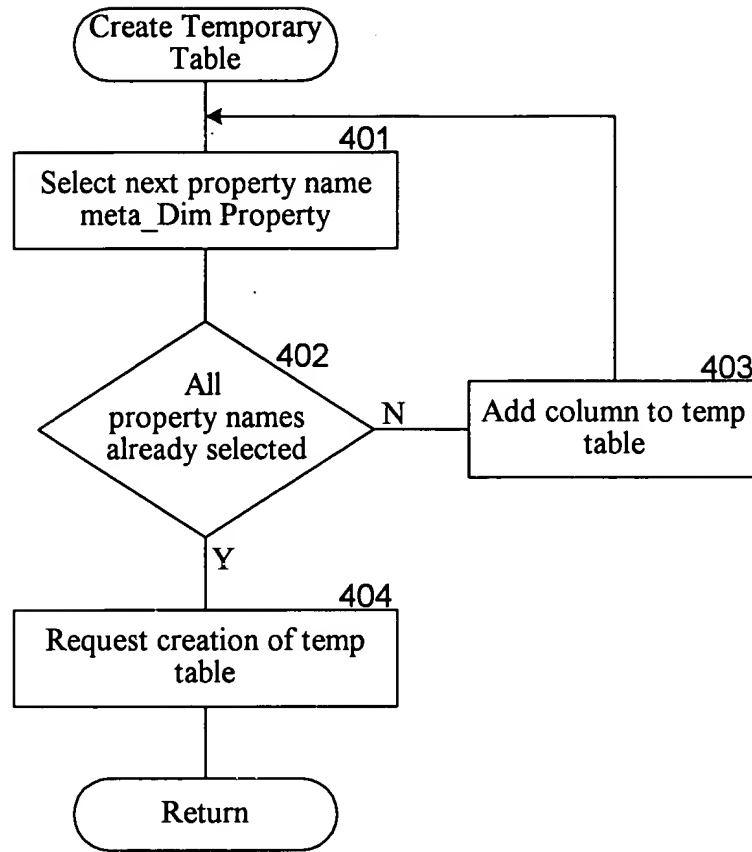 Create Temporary
Table
401
Select next property name
meta_Dim Property
402
All
property names
already selected
N
403
Add column to temp
table
Y
404
Request creation of temp
table
Return